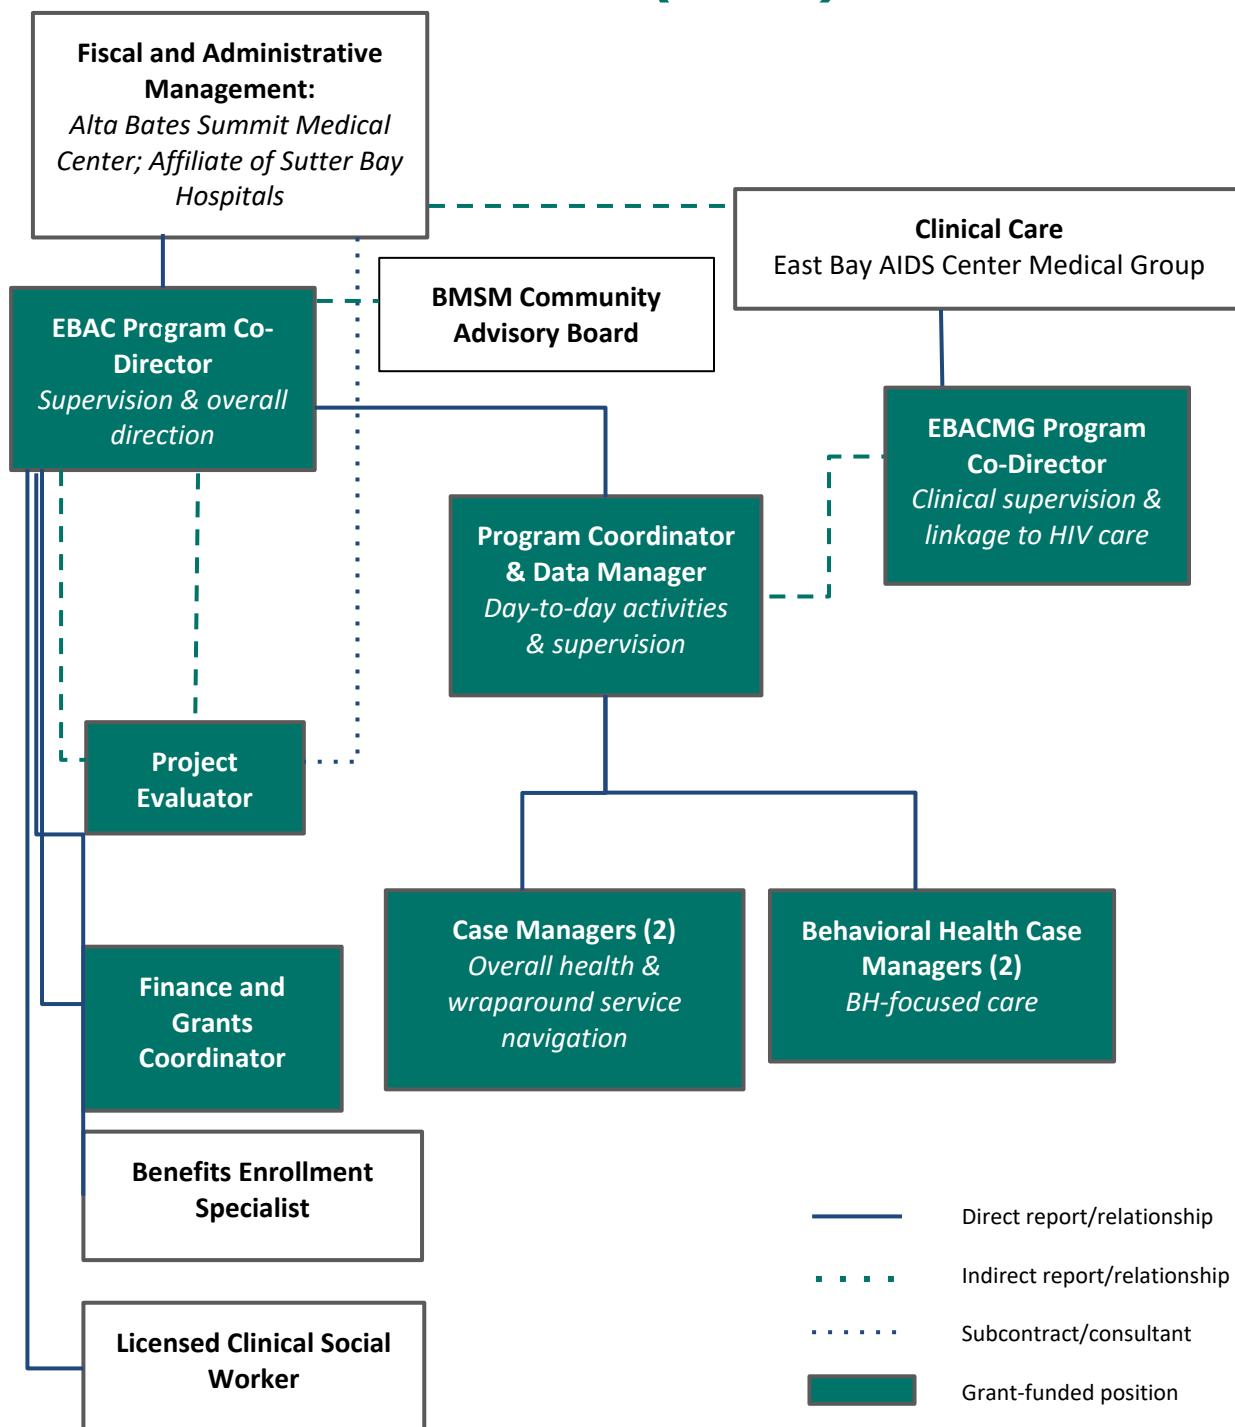 Fiscal and Administrative
Management:
Alta Bates Summit Medical
Center; Affiliate of Sutter Bay
Hospitals
Clinical Care
East Bay AIDS Center Medical Group
BMSM Community
Advisory Board
EBAC Program Co-
Director
Supervision & overall
direction
EBACMG Program
Co-Director
Clinical supervision &
linkage to HIV care
Program Coordinator
& Data Manager
Day-to-day activities
& supervision
Project
Evaluator
Case Managers (2)
Overall health &
wraparound service
navigation
Behavioral Health Case
Managers (2)
BH-focused care
Finance and
Grants
Coordinator
Benefits Enrollment
Specialist
Licensed Clinical Social
Worker
Direct report/relationship
Indirect report/relationship
Subcontract/consultant
Grant-funded position